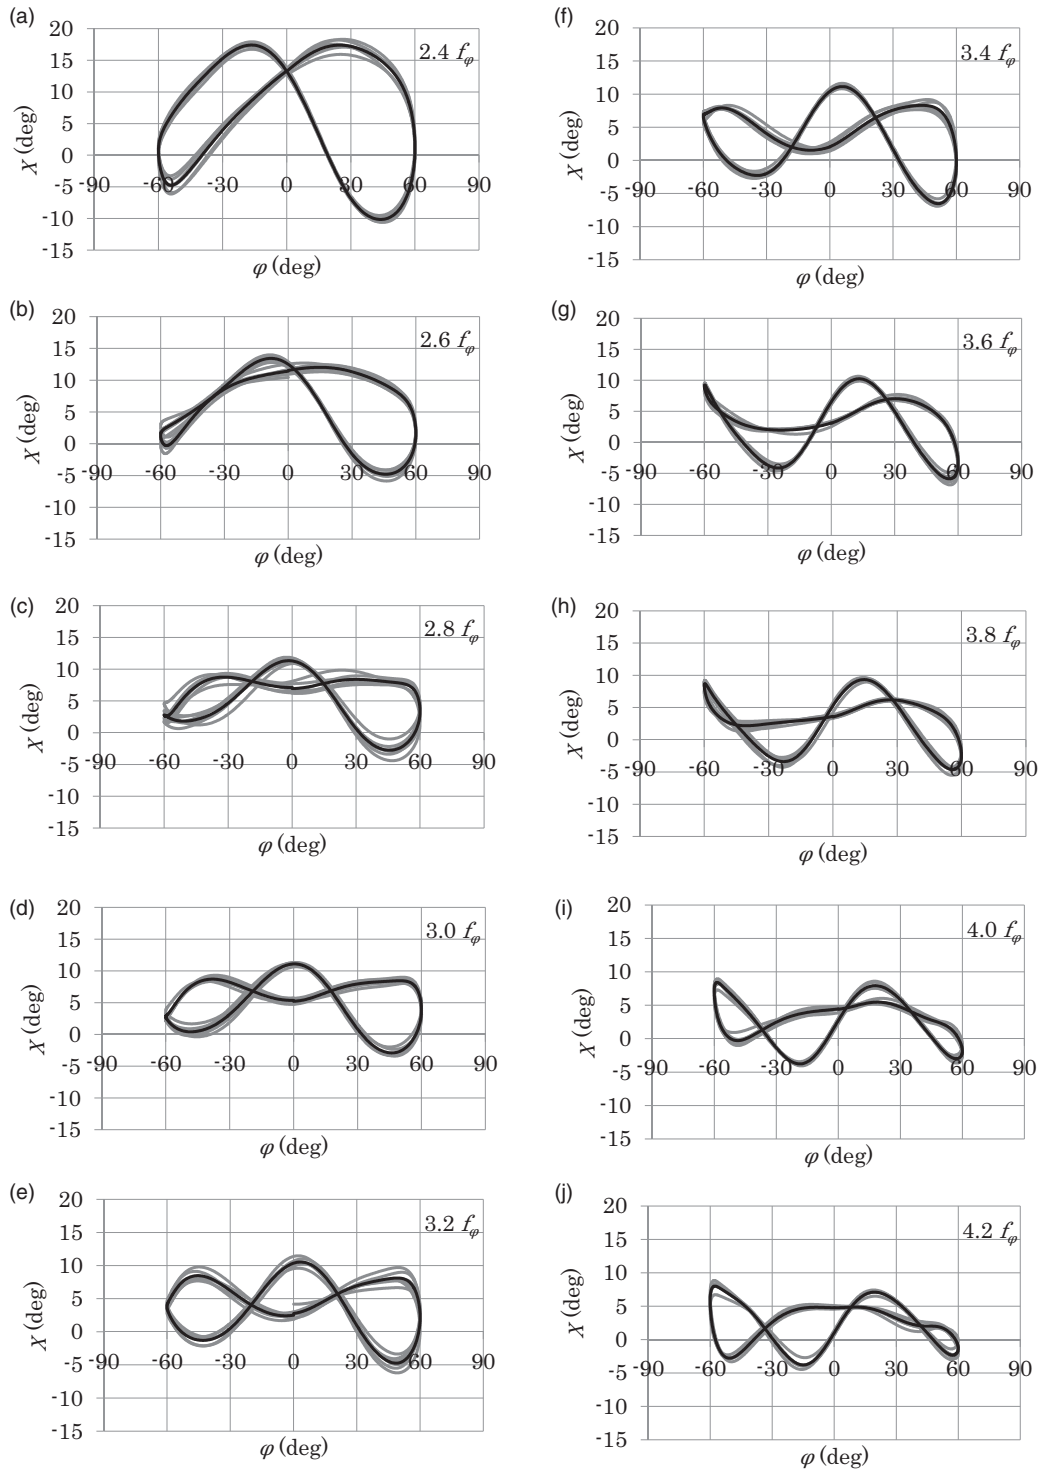 (a)
20
2.4 fφ
15
10
5
0
-5
-10
-15
X (deg)
-90 -60 -30 0 30 60 90
φ (deg)
(b)
20
2.6 fφ
15
10
5
0
-5
-10
-15
X (deg)
-90 -60 -30 0 30 60 90
φ (deg)
(c)
20
2.8 fφ
15
10
5
0
-5
-10
-15
X (deg)
-90 -60 -30 0 30 60 90
φ (deg)
(d)
20
3.0 fφ
15
10
5
0
-5
-10
-15
X (deg)
-90 -60 -30 0 30 60 90
φ (deg)
(e)
20
3.2 fφ
15
10
5
0
-5
-10
-15
X (deg)
-90 -60 -30 0 30 60 90
φ (deg)
(f)
20
3.4 fφ
15
10
5
0
-5
-10
-15
X (deg)
-90 -60 -30 0 30 60 90
φ (deg)
(g)
20
3.6 fφ
15
10
5
0
-5
-10
-15
X (deg)
-90 -60 -30 0 30 60 90
φ (deg)
(h)
20
3.8 fφ
15
10
5
0
-5
-10
-15
X (deg)
-90 -60 -30 0 30 60 90
φ (deg)
(i)
20
4.0 fφ
15
10
5
0
-5
-10
-15
X (deg)
-90 -60 -30 0 30 60 90
φ (deg)
(j)
20
4.2 fφ
15
10
5
0
-5
-10
-15
X (deg)
-90 -60 -30 0 30 60 90
φ (deg)